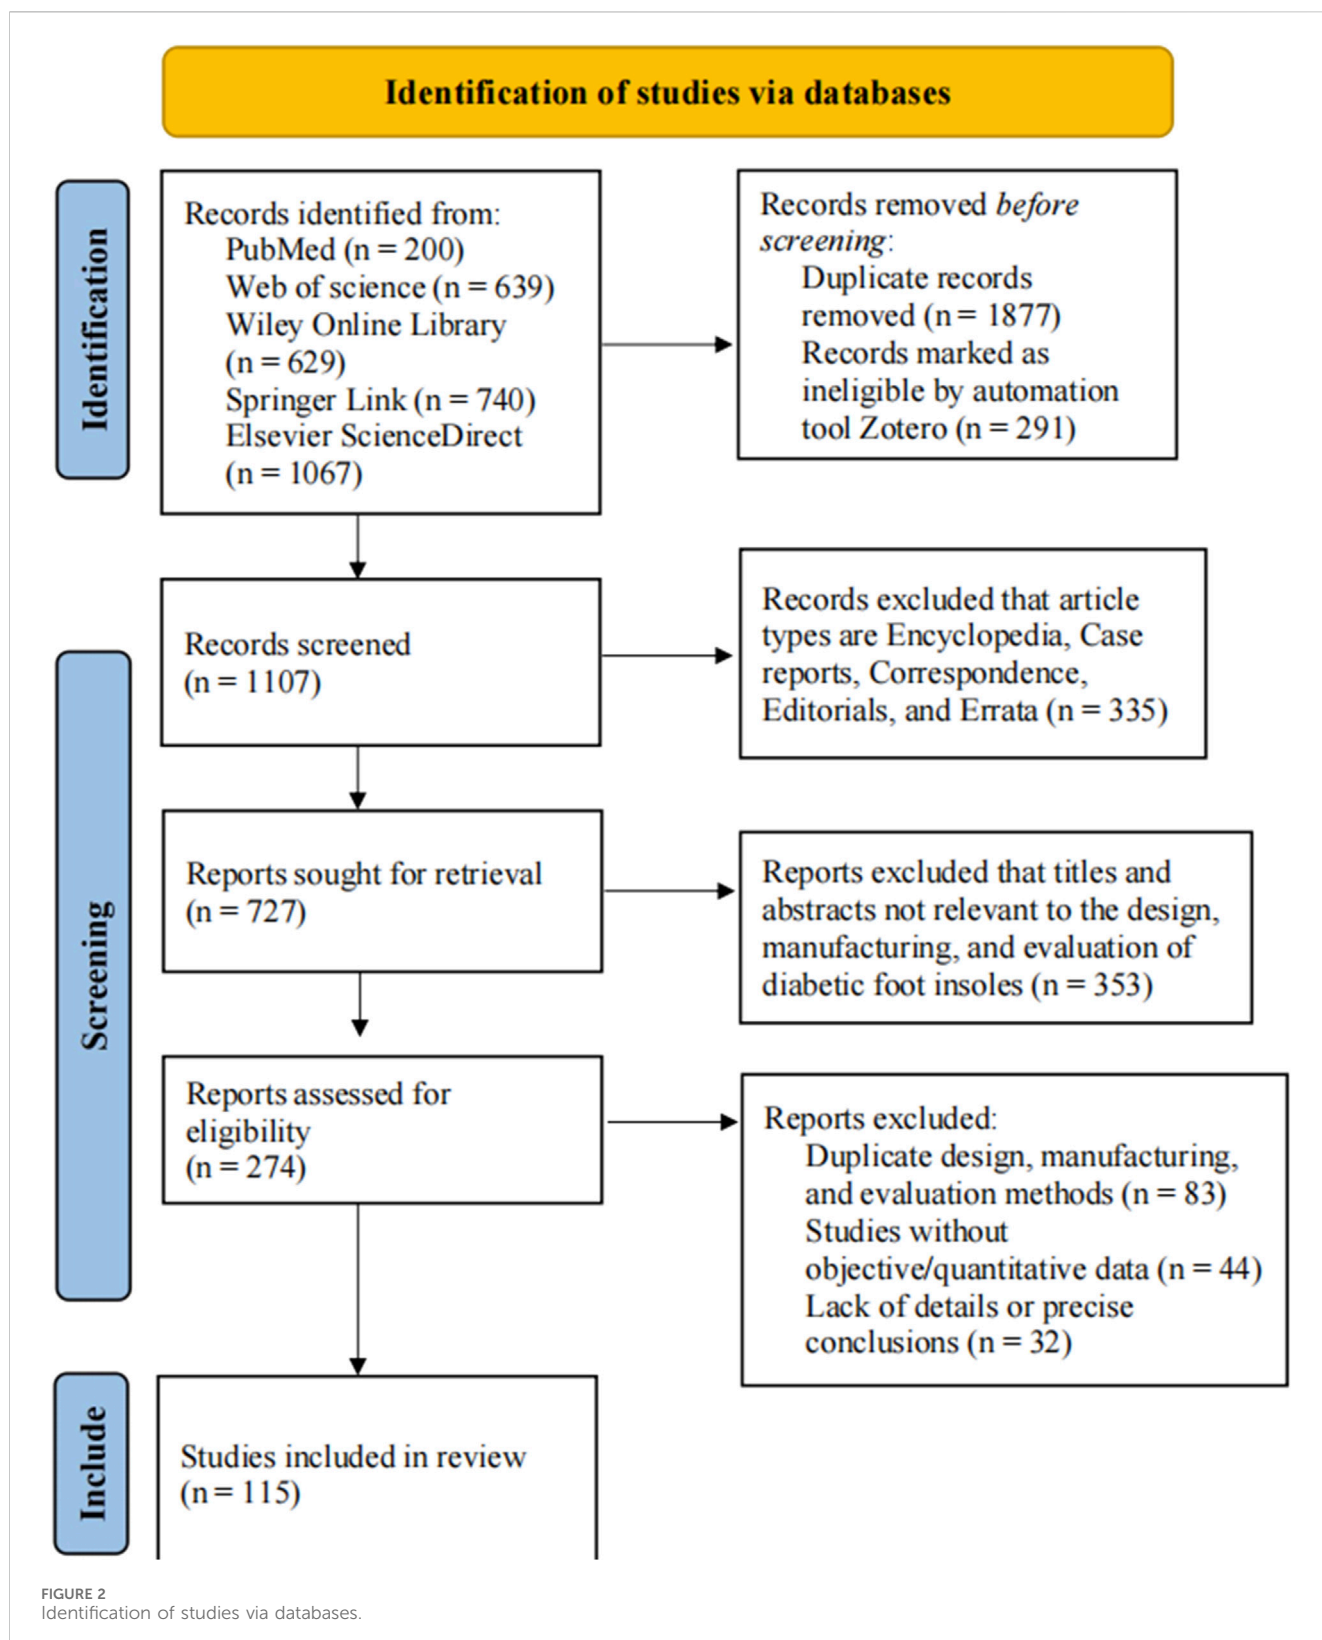 Identification of studies via databases
Identification
Records identified from:
PubMed (n = 200)
Web of science (n = 639)
Wiley Online Library
(n = 629)
Springer Link (n = 740)
Elsevier ScienceDirect
(n = 1067)
Records removed before
screening:
Duplicate records
removed (n = 1877)
Records marked as
ineligible by automation
tool Zotero (n = 291)
Screening
Records screened
(n = 1107)
Records excluded that article
types are Encyclopedia, Case
reports, Correspondence,
Editorials, and Errata (n = 335)
Reports sought for retrieval
(n = 727)
Reports excluded that titles and
abstracts not relevant to the design,
manufacturing, and evaluation of
diabetic foot insoles (n = 353)
Reports assessed for
eligibility
(n = 274)
Reports excluded:
Duplicate design, manufacturing,
and evaluation methods (n = 83)
Studies without
objective/quantitative data (n = 44)
Lack of details or precise
conclusions (n = 32)
Include
Studies included in review
(n = 115)
FIGURE 2
Identification of studies via databases.